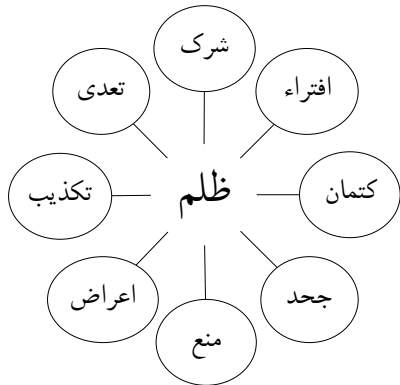 شرک
افتراء
تعدی
کتمان
ظلم
تکذیب
جحد
اعراض
منع